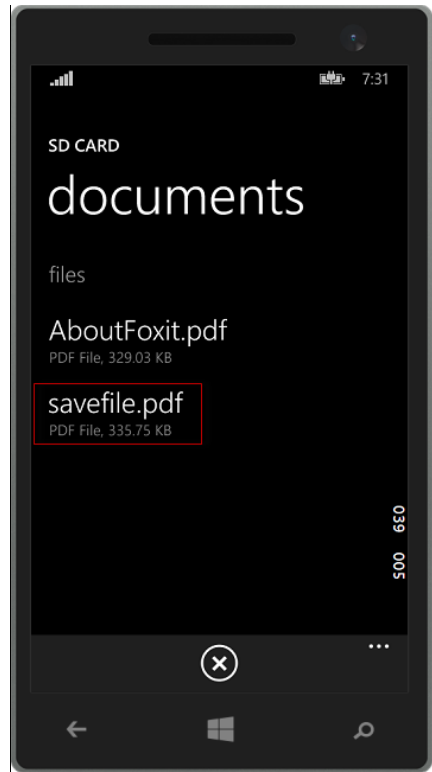 7:31
SD CARD
documents
files
AboutFoxit.pdf
PDF File, 329.03 KB
savefile.pdf
PDF File, 335.75 KB
039 005
...